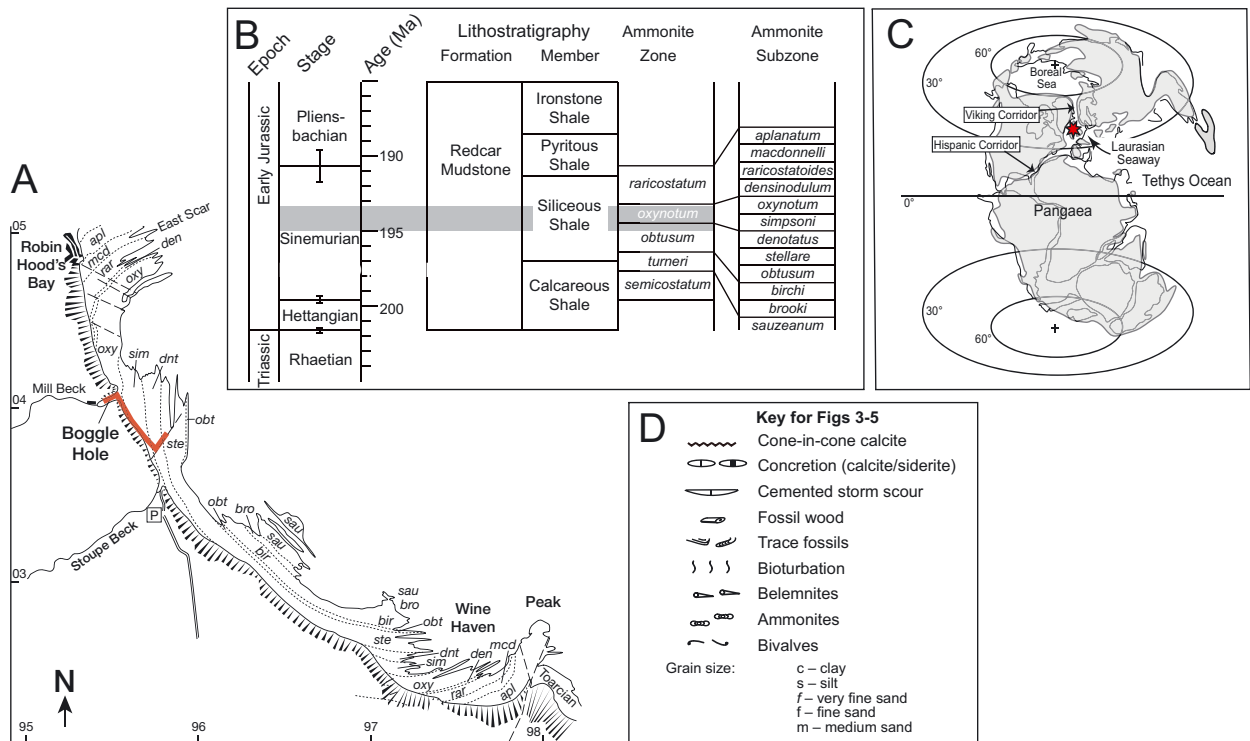 A
05
Robin
Hood's
Bay
apl
mcd
rar
oxy
East Scar
den
oxy
sim
dnt
Mill Beck
04
Boggle
Hole
obt
ste
P
Stoupe Beck
03
obt
bro
sau
sau
bir
s
sau
bro
bir
obt
ste
dnt
sim
oxy
rar
den
mcd
apl
Wine
Haven
Peak
Toarcian
N
95
96
97
98
B
Epoch
Stage
Age (Ma)
Lithostratigraphy
Formation
Member
Ammonite
Zone
Ammonite
Subzone
Early Jurassic
Triassic
Pliens-
bachian
Sinemurian
Hettangian
Rhaetian
190
195
200
Redcar
Mudstone
Ironstone
Shale
Pyritous
Shale
Siliceous
Shale
Calcareous
Shale
raricostatum
oxynotum
obtusum
turneri
semicostatum
aplanatum
macdonnelli
raricostatoides
densinodulum
oxynotum
simpsoni
denotatus
stellare
obtusum
birchi
brooki
sauzeanum
C
60°
30°
Boreal
Sea
Viking Corridor
Hispanic Corridor
Laurasian
Seaway
Tethys Ocean
0°
Pangaea
30°
60°
D
Key for Figs 3-5
Cone-in-cone calcite
Concretion (calcite/siderite)
Cemented storm scour
Fossil wood
Trace fossils
Bioturbation
Belemnites
Ammonites
Bivalves
Grain size:
c – clay
s – silt
f – very fine sand
f – fine sand
m – medium sand